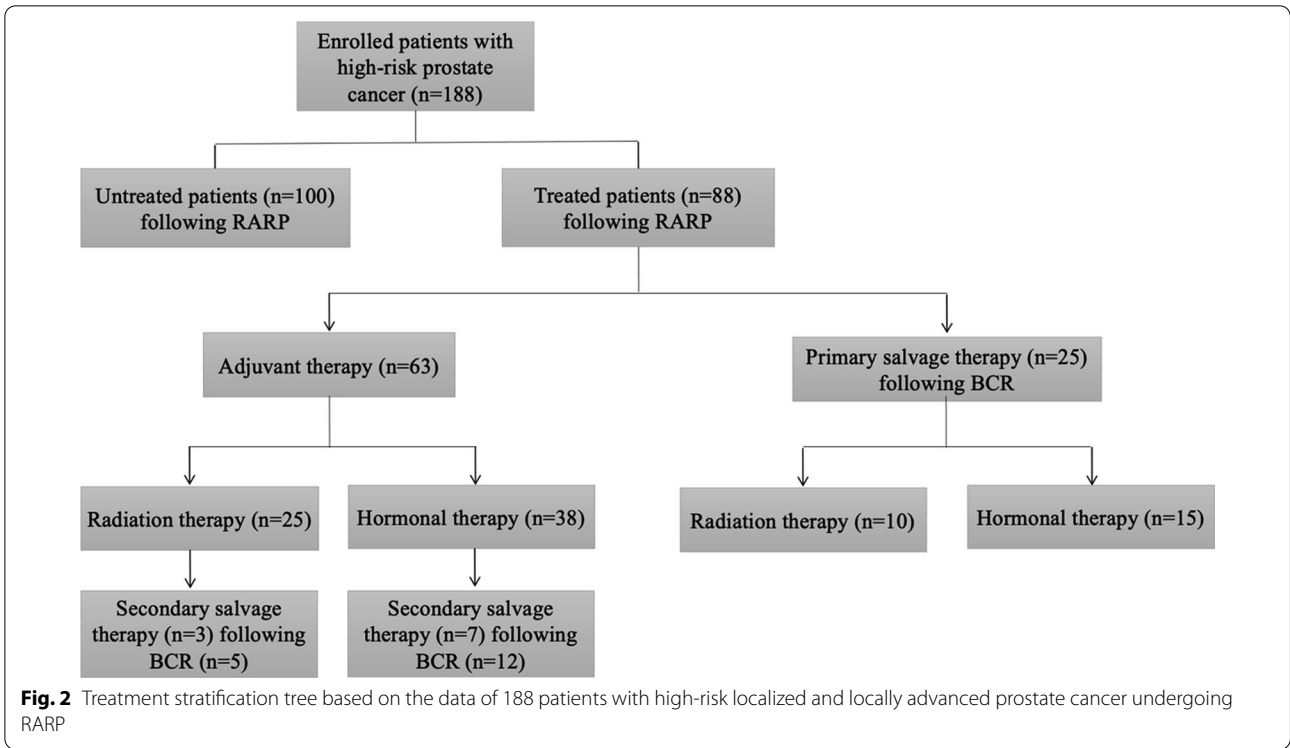 Enrolled patients with
high-risk prostate
cancer (n=188)
Untreated patients (n=100)
following RARP
Treated patients (n=88)
following RARP
Adjuvant therapy (n=63)
Primary salvage therapy (n=25)
following BCR
Radiation therapy (n=25)
Hormonal therapy (n=38)
Radiation therapy (n=10)
Hormonal therapy (n=15)
Secondary salvage
therapy (n=3) following
BCR (n=5)
Secondary salvage
therapy (n=7) following
BCR (n=12)
Fig. 2 Treatment stratification tree based on the data of 188 patients with high-risk localized and locally advanced prostate cancer undergoing
RARP